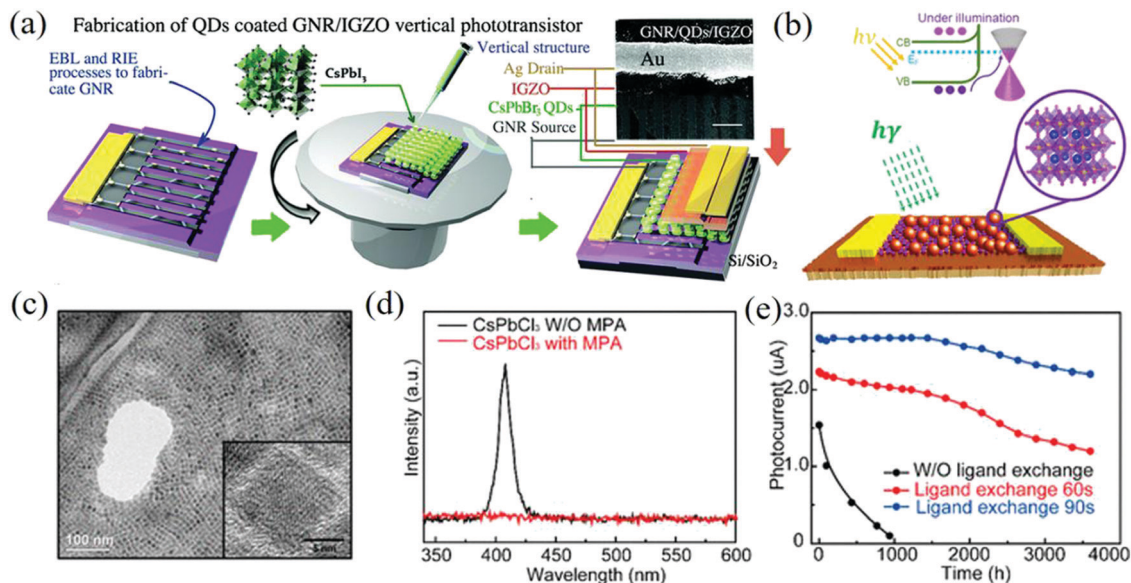 (a)
Fabrication of QDs coated GNR/IGZO vertical phototransistor
EBL and RIE
processes to fabri-
cate GNR
CsPbI₃
Vertical structure
Ag Drain
IGZO
CsPbBr₃ QDs
GNR Source
GNR/QDs/IGZO
Au
Si/SiO₂
(b)
Under illumination
hν
CB
E_F
VB
hγ
(c)
100 nm
5 nm
(d)
CsPbCl₃ W/O MPA
CsPbCl₃ with MPA
Intensity (a.u.)
350 400 450 500 550 600
Wavelength (nm)
(e)
3.0
2.0
1.0
0
Photocurrent (uA)
W/O ligand exchange
Ligand exchange 60s
Ligand exchange 90s
0 1000 2000 3000 4000
Time (h)